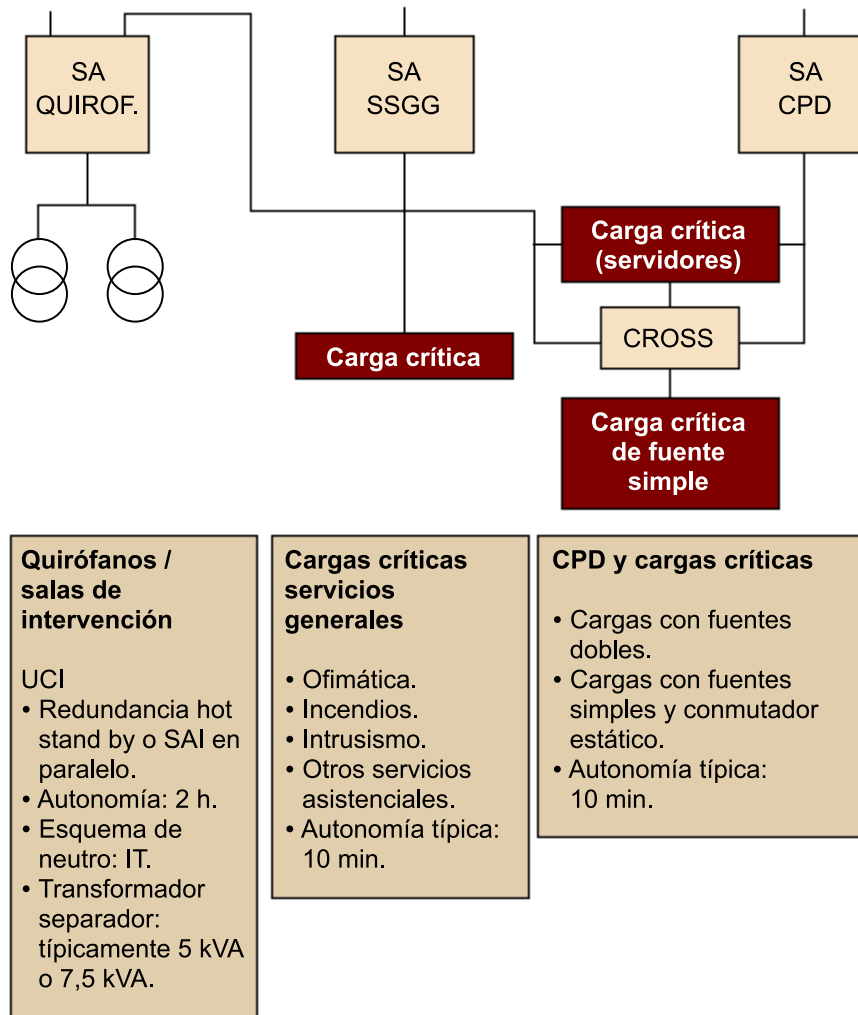 SA
QUIROF.
SA
SSGG
SA
CPD
Carga crítica
(servidores)
CROSS
Carga crítica
Carga crítica
de fuente
simple
Quirófanos /
salas de
intervención
UCI
• Redundancia hot
stand by o SAI en
paralelo.
• Autonomía: 2 h.
• Esquema de
neutro: IT.
• Transformador
separador:
típicamente 5 kVA
o 7,5 kVA.
Cargas críticas
servicios
generales
• Ofimática.
• Incendios.
• Intrusismo.
• Otros servicios
asistenciales.
• Autonomía típica:
10 min.
CPD y cargas críticas
• Cargas con fuentes
dobles.
• Cargas con fuentes
simples y conmutador
estático.
• Autonomía típica:
10 min.